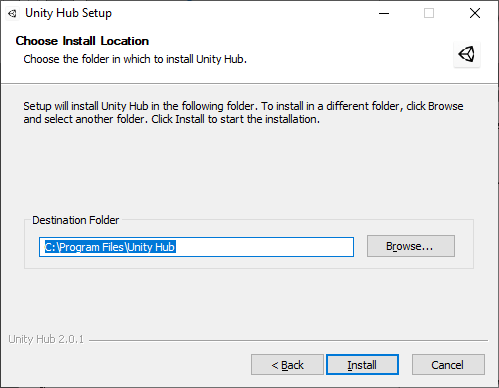 Unity Hub Setup
Choose Install Location
Choose the folder in which to install Unity Hub.
Setup will install Unity Hub in the following folder. To install in a different folder, click Browse
and select another folder. Click Install to start the installation.
Destination Folder
C:\Program Files\Unity Hub
Browse...
Unity Hub 2.0.1
< Back
Install
Cancel